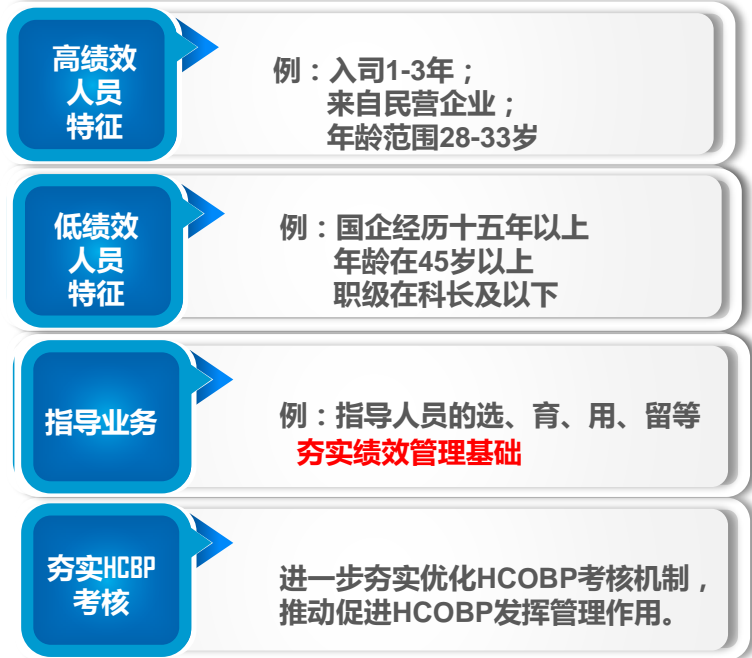 高绩效
人员
特征
例：入司1-3年；
来自民营企业；
年龄范围28-33岁
低绩效
人员
特征
例：国企经历十五年以上
年龄在45岁以上
职级在科长及以下
指导业务
例：指导人员的选、育、用、留等
夯实绩效管理基础
夯实HCBP
考核
进一步夯实优化HCOBP考核机制，
推动促进HCOBP发挥管理作用。